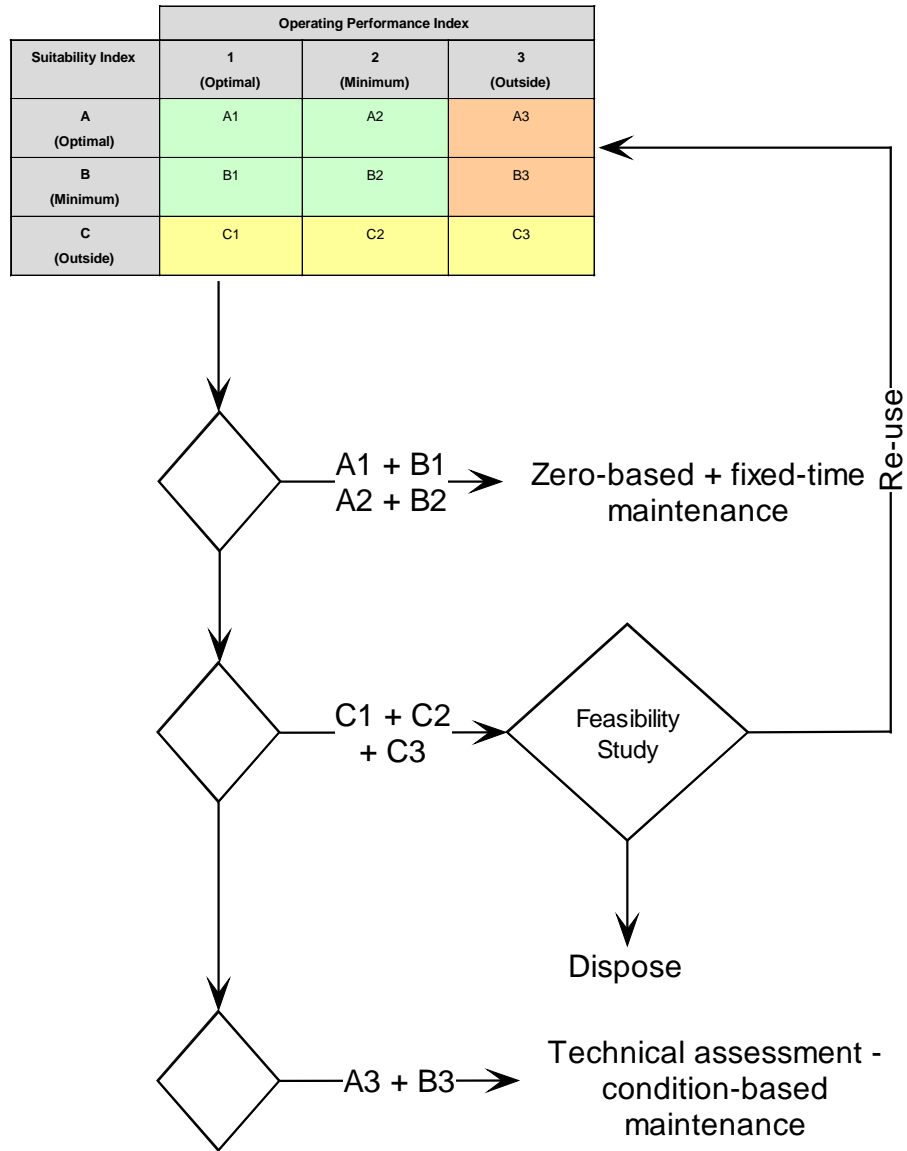 Operating Performance Index
Suitability Index
1
(Optimal)
2
(Minimum)
3
(Outside)
A
(Optimal)
A1
A2
A3
B
(Minimum)
B1
B2
B3
C
(Outside)
C1
C2
C3
A1 + B1
A2 + B2
Zero-based + fixed-time
maintenance
Re-use
C1 + C2
+ C3
Feasibility
Study
Dispose
A3 + B3
Technical assessment -
condition-based
maintenance